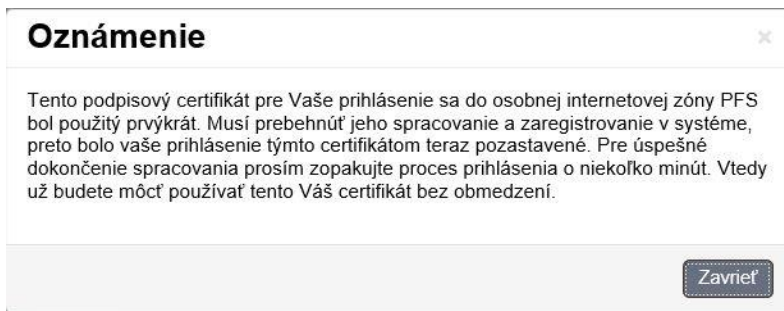 Oznámenie
×
Tento podpisový certifikát pre Vaše prihlásenie sa do osobnej internetovej zóny PFS
bol použitý prvýkrát. Musí prebehnúť jeho spracovanie a zaregistrovanie v systéme,
preto bolo vaše prihlásenie týmto certifikátom teraz pozastavené. Pre úspešné
dokončenie spracovania prosím zopakujte proces prihlásenia o niekoľko minút. Vtedy
už budete môcť používať tento Váš certifikát bez obmedzení.
Zavrieť